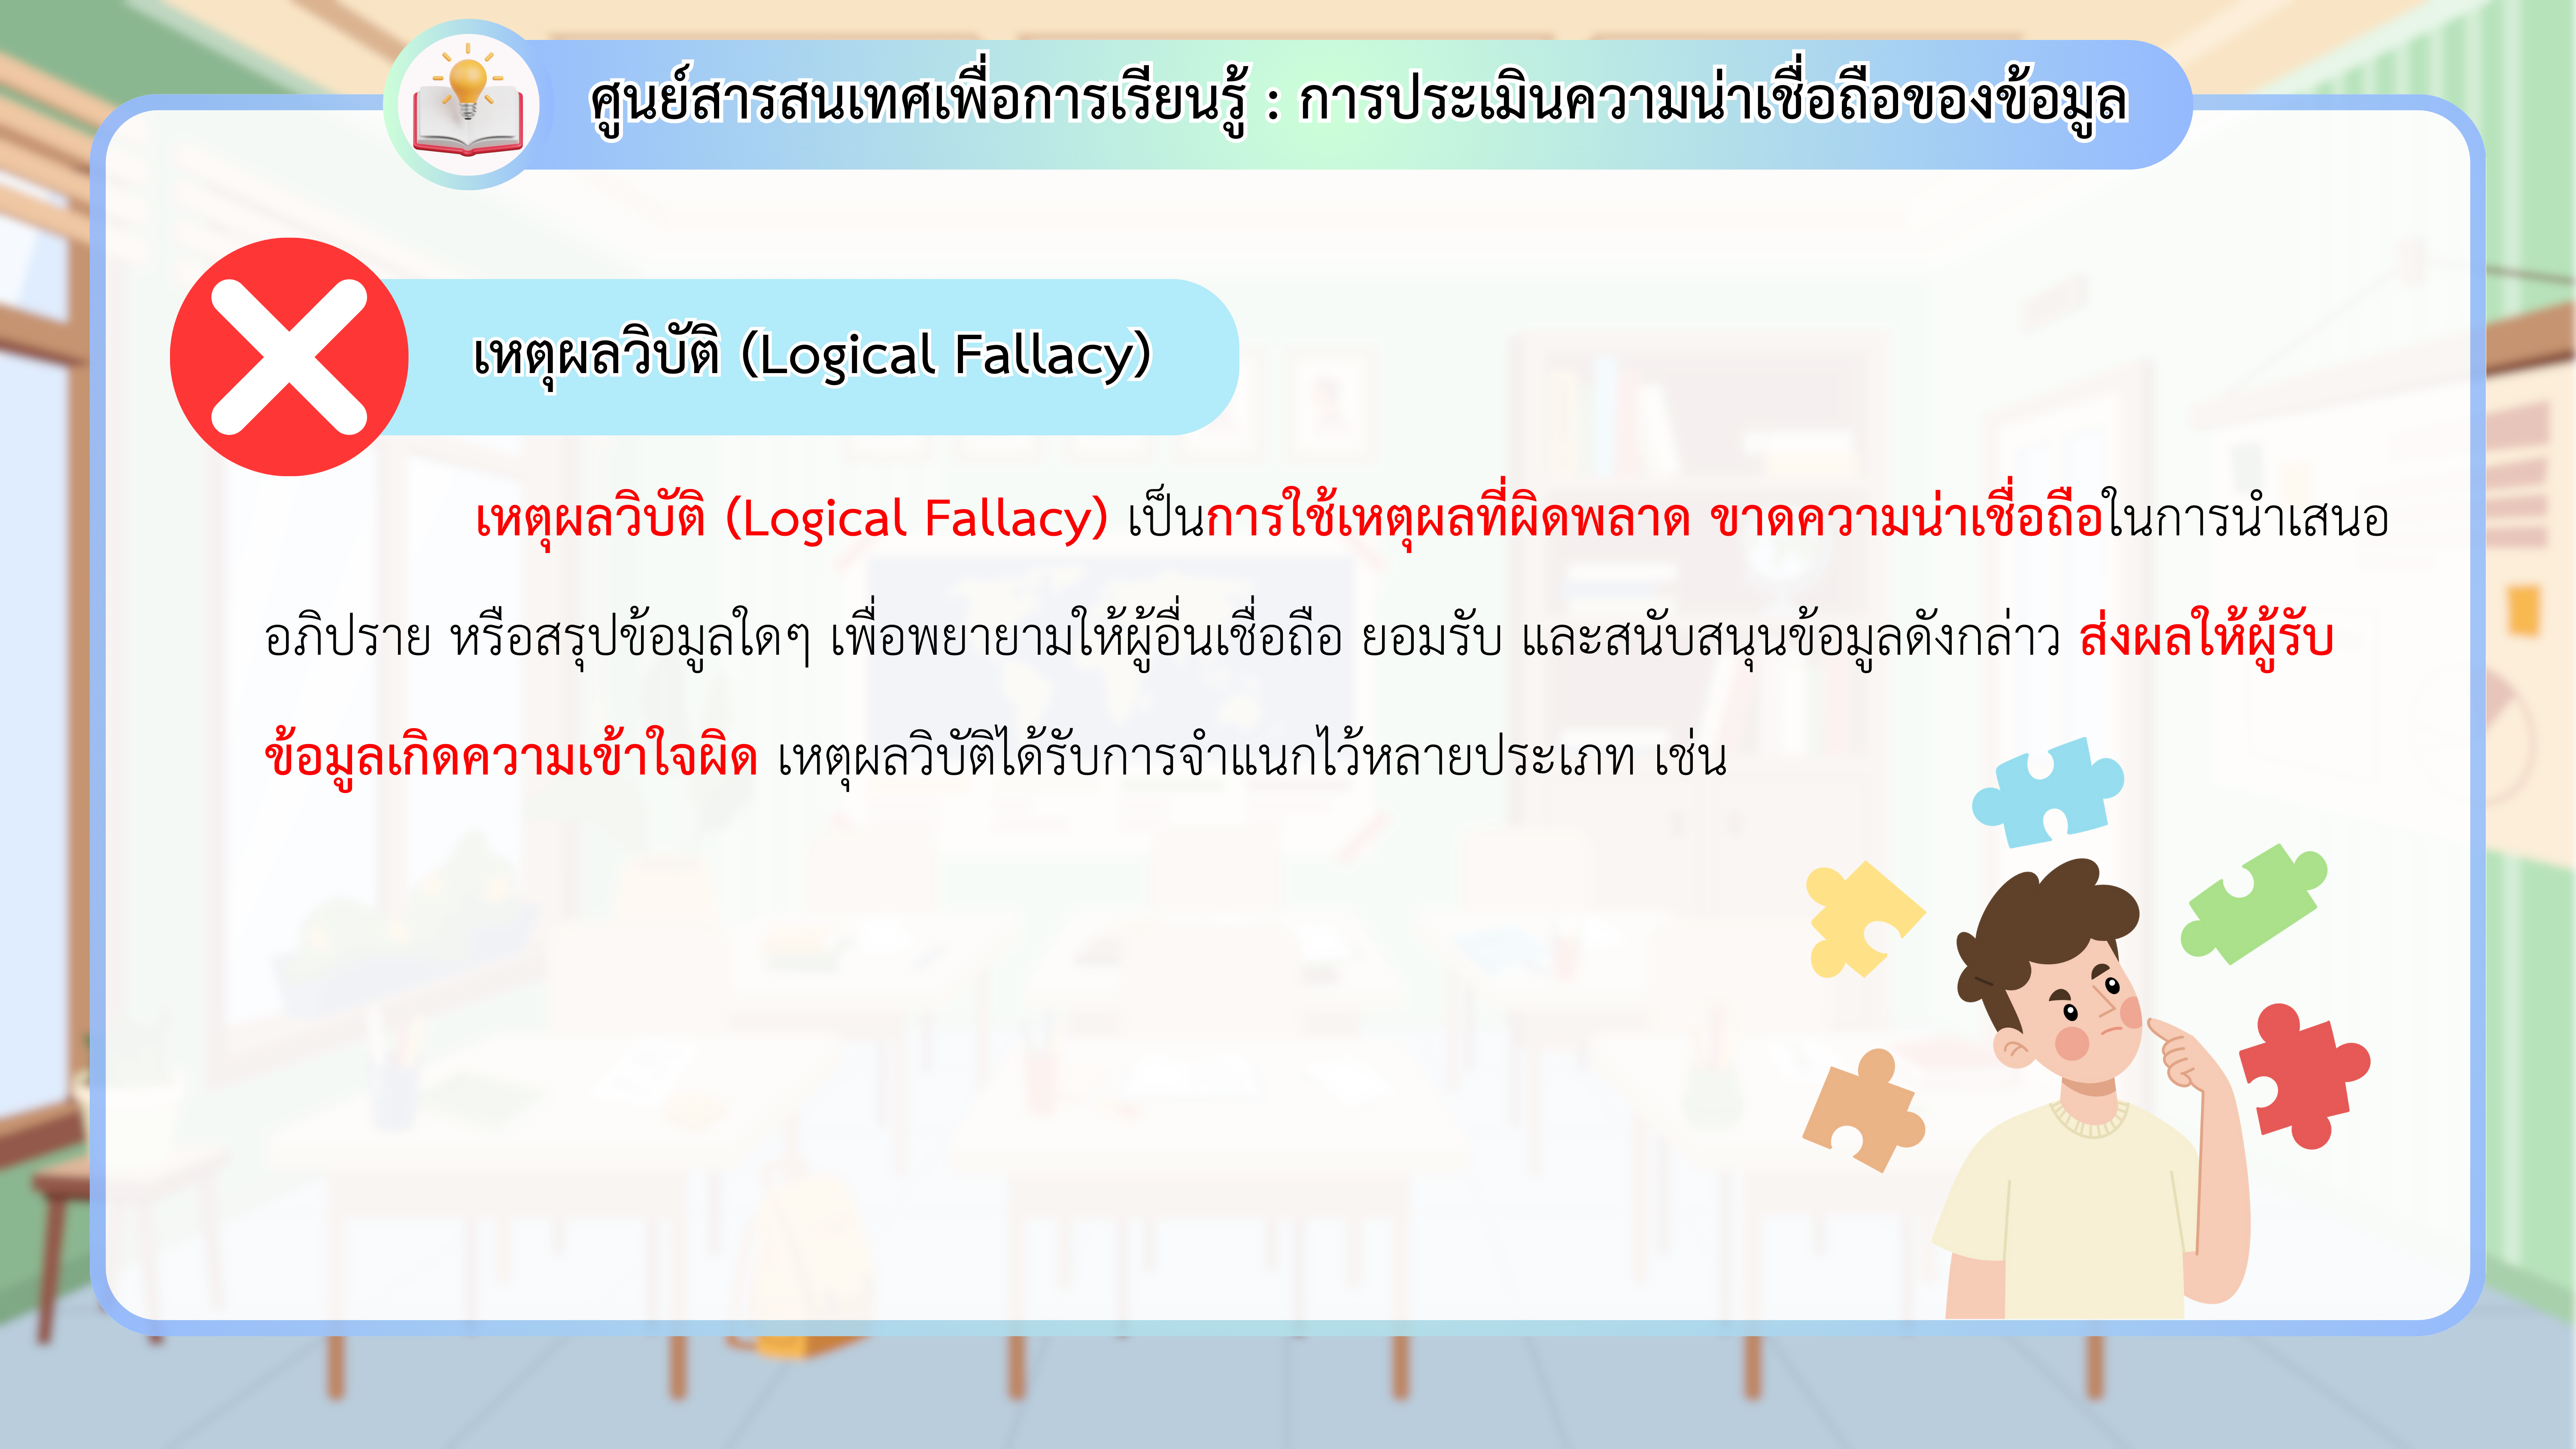 ศูนย์สารสนเทศเพื่อการเรียนรู้ : การประเมินความน่าเชื่อถือของข้อมูล
เหตุผลวิบัติ (Logical Fallacy)
เหตุผลวิบัติ (Logical Fallacy) เป็นการใช้เหตุผลที่ผิดพลาด ขาดความน่าเชื่อถือในการนำเสนอ
อภิปราย หรือสรุปข้อมูลใดๆ เพื่อพยายามให้ผู้อื่นเชื่อถือ ยอมรับ และสนับสนุนข้อมูลดังกล่าว ส่งผลให้ผู้รับ
ข้อมูลเกิดความเข้าใจผิด เหตุผลวิบัติได้รับการจำแนกไว้หลายประเภท เช่น